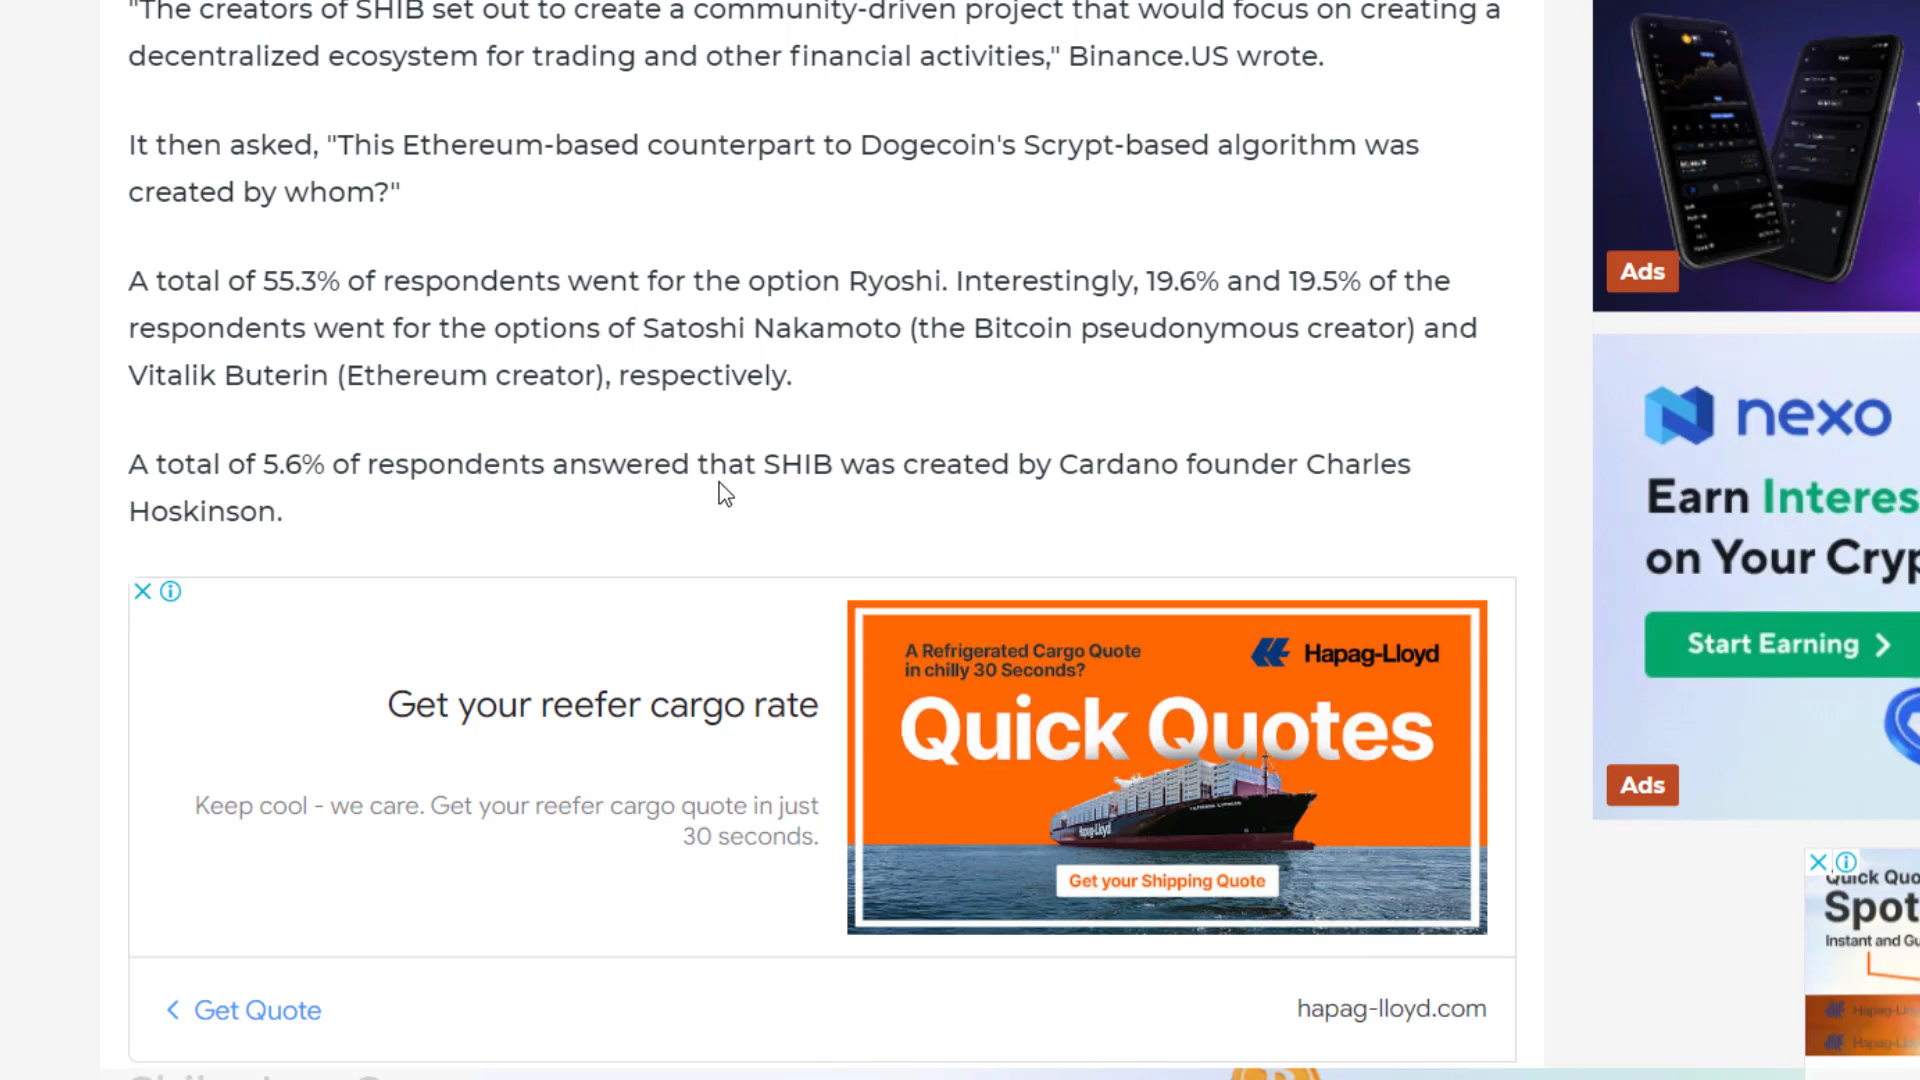 "The creators of SHIB set out to create a community-driven project that would focus on creating a
decentralized ecosystem for trading and other financial activities," Binance.US wrote.
It then asked, "This Ethereum-based counterpart to Dogecoin's Scrypt-based algorithm was
created by whom?"
A total of 55.3% of respondents went for the option Ryoshi. Interestingly, 19.6% and 19.5% of the
respondents went for the options of Satoshi Nakamoto (the Bitcoin pseudonymous creator) and
Vitalik Buterin (Ethereum creator), respectively.
A total of 5.6% of respondents answered that SHIB was created by Cardano founder Charles
Hoskinson.
Get your reefer cargo rate
Keep cool - we care. Get your reefer cargo quote in just
30 seconds.
A Refrigerated Cargo Quote
in chilly 30 Seconds?
Hapag-Lloyd
Quick Quotes
Hapag-Lloyd
Get your Shipping Quote
Get Quote
hapag-lloyd.com
Ads
nexo
Earn Interes
on Your Cryp
Start Earning
Ads
Quick Quo
Spot
Instant and Gu